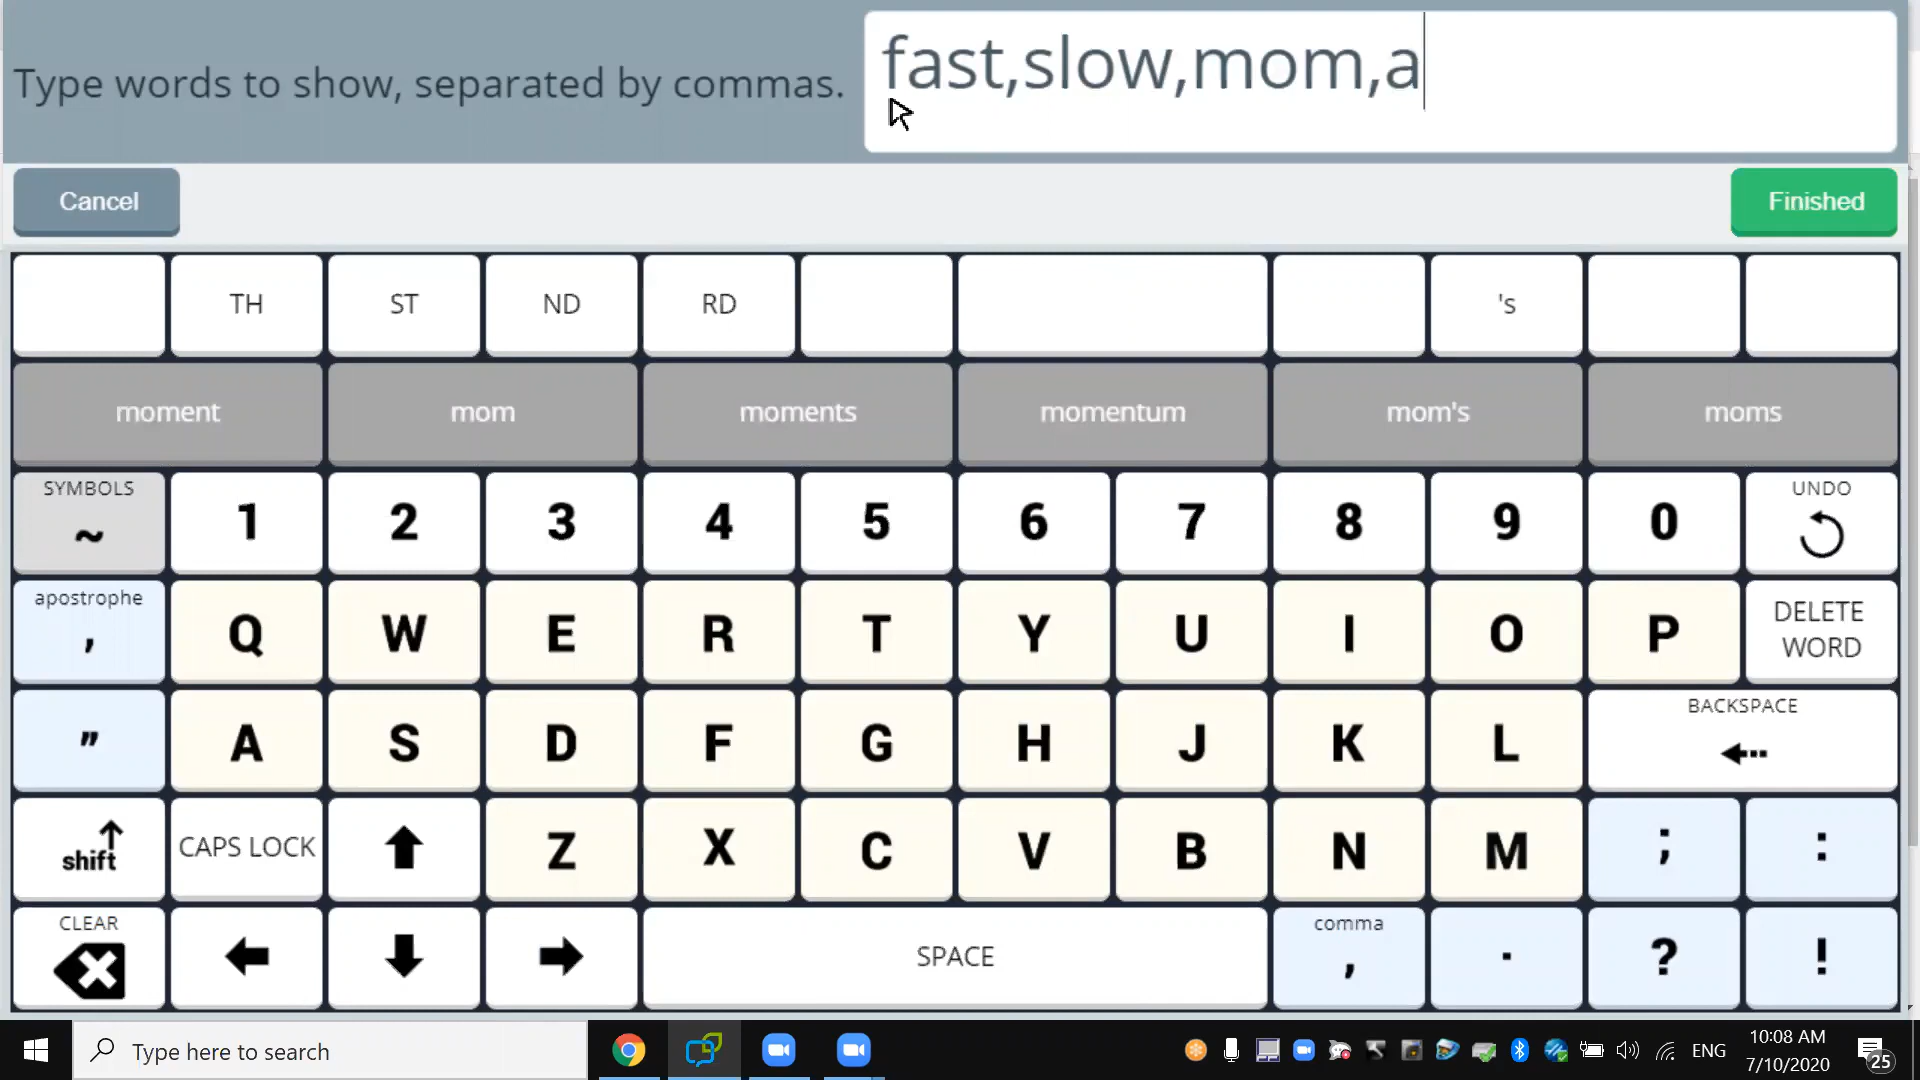 Type words to show, separated by commas.
fast,slow,mom,a
Cancel
Finished
TH ST ND RD 's
moment mom moments momentum mom's moms
SYMBOLS
~ 1 2 3 4 5 6 7 8 9 0 UNDO
apostrophe
, Q W E R T Y U I O P DELETE WORD
" A S D F G H J K L BACKSPACE
shift CAPS LOCK Z X C V B N M ; :
CLEAR SPACE comma , . ? !
Type here to search
ENG
10:08 AM
7/10/2020
25